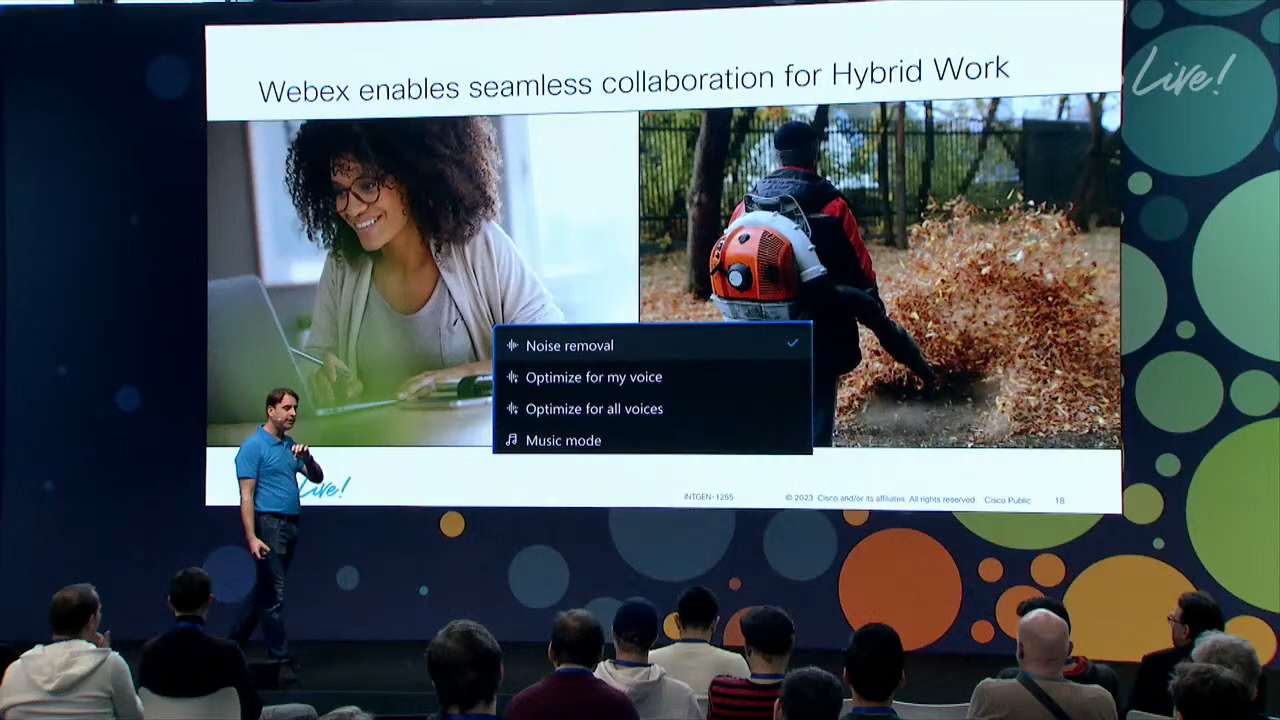 Webex enables seamless collaboration for Hybrid Work
Live!
Noise removal
Optimize for my voice
Optimize for all voices
Music mode
Live!
INTGEN-1255
© 2023 Cisco and/or its affiliates. All rights reserved. Cisco Public
18